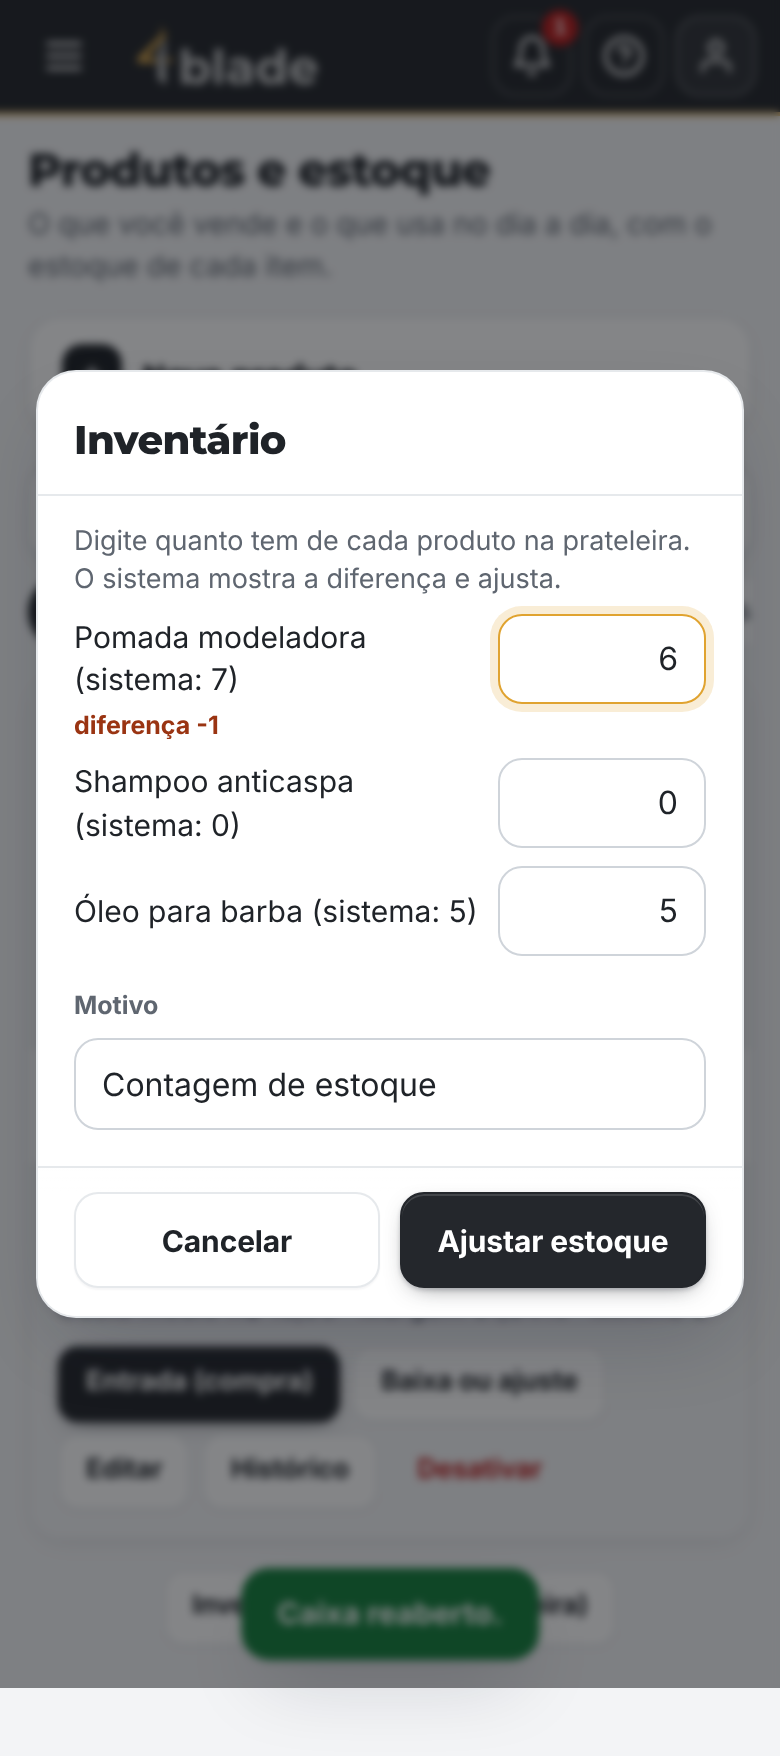 blade
Produtos e estoque
O que você vende e o que usa no dia a dia, com o
estoque de cada item.
Inventário
Digite quanto tem de cada produto na prateleira.
O sistema mostra a diferença e ajusta.
Pomada modeladora
(sistema: 7)
6
diferença -1
Shampoo anticaspa
(sistema: 0)
0
Óleo para barba (sistema: 5)
5
Motivo
Contagem de estoque
Cancelar
Ajustar estoque
Entrada (compra)
Baixa ou ajuste
Editar
Histórico
Desativar
Caixa reaberto.